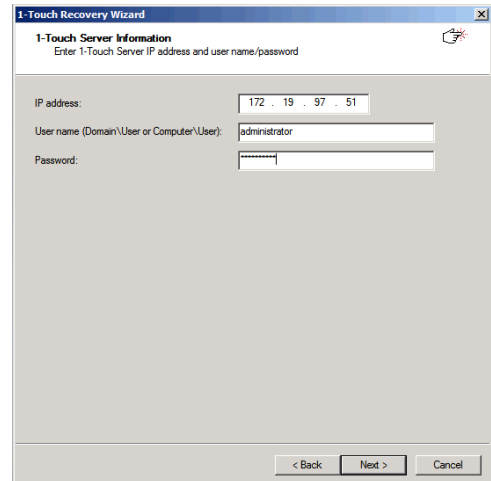 1-Touch Recovery Wizard
1-Touch Server Information
Enter 1-Touch Server IP address and user name/password
IP address: 172 . 19 . 97 . 51
User name (Domain\User or Computer\User): administrator
Password: **********
< Back Next > Cancel